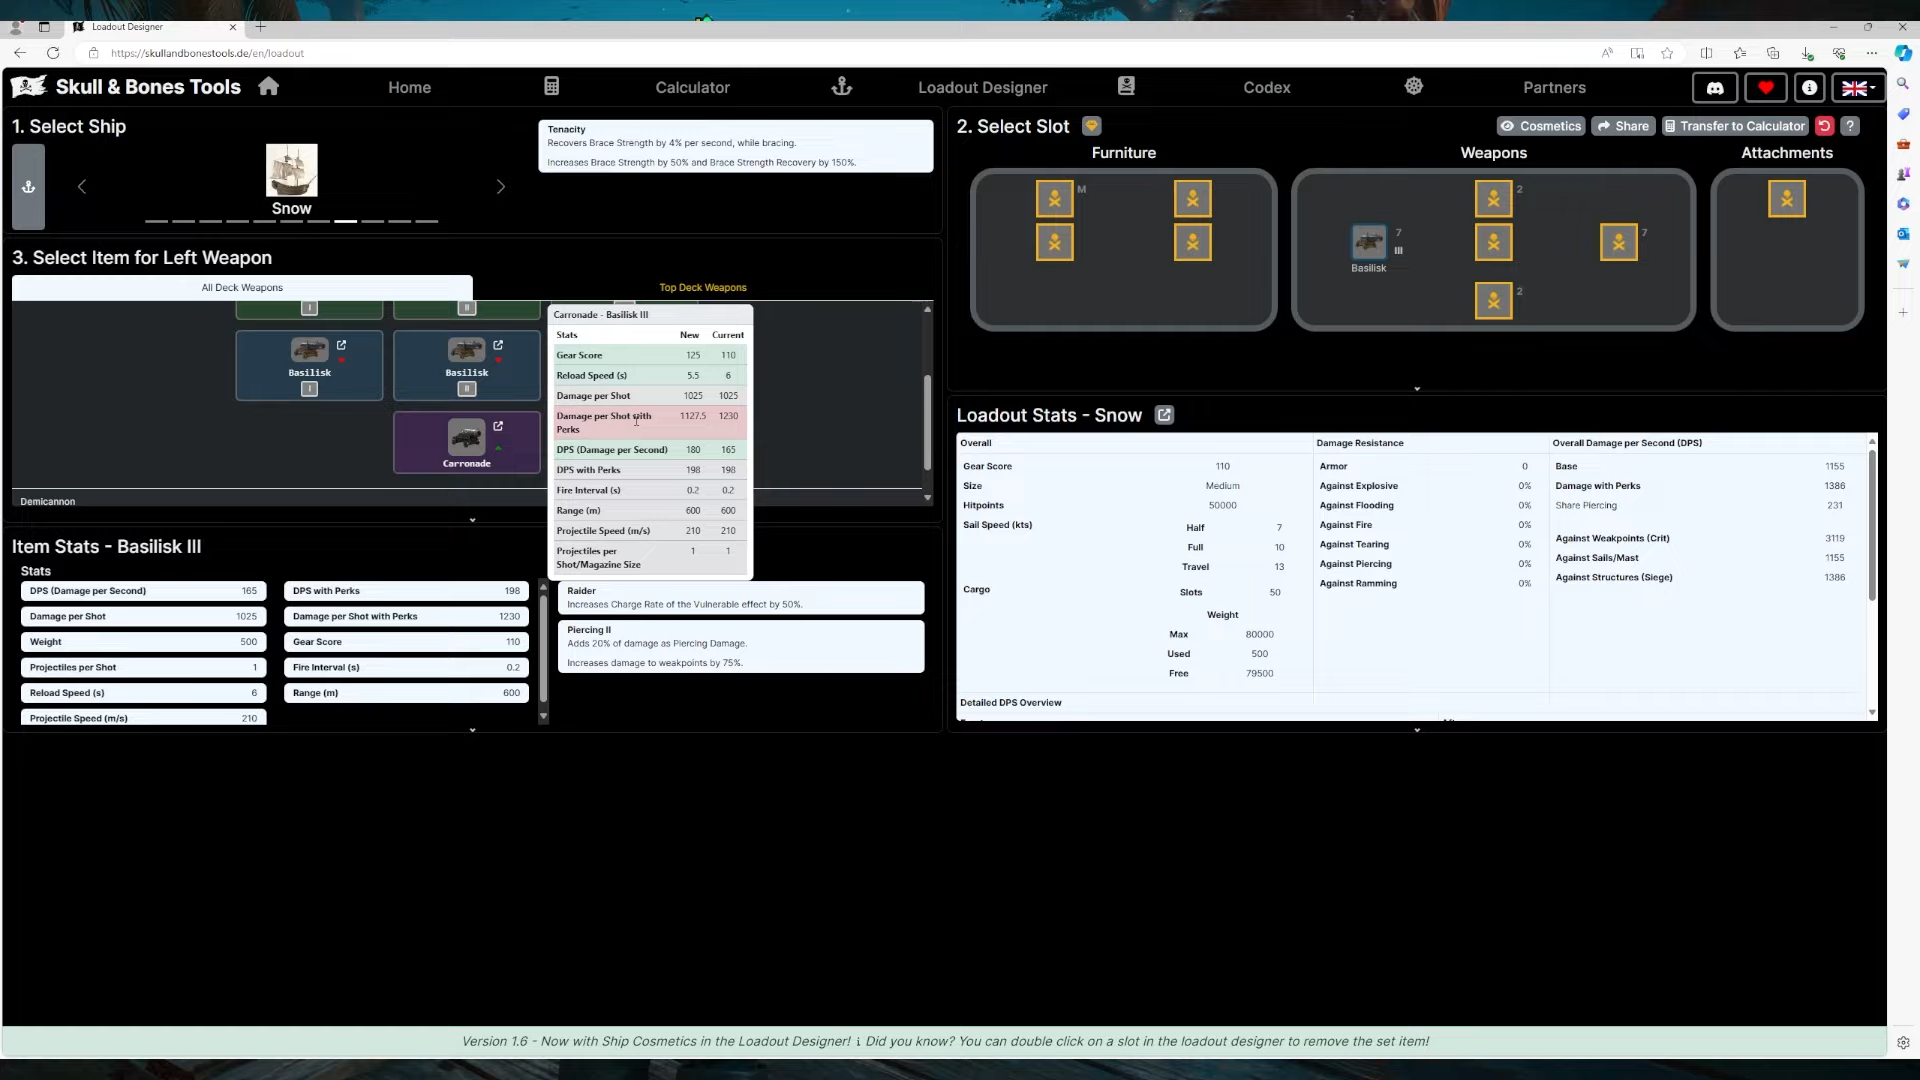 Loadout Designer
https://skullandbonestools.de/en/loadout
Skull & Bones Tools
Home
Calculator
Loadout Designer
Codex
Partners
1. Select Ship
Snow
Tenacity
Recovers Brace Strength by 4% per second, while bracing.
Increases Brace Strength by 50% and Brace Strength Recovery by 150%.
2. Select Slot
Cosmetics
Share
Transfer to Calculator
?
Furniture
Weapons
Attachments
M
2
7
III
Basilisk
7
2
3. Select Item for Left Weapon
All Deck Weapons
Top Deck Weapons
I
II
Basilisk
I
Basilisk
II
Carronade
Demicannon
Carronade - Basilisk III
Stats New Current
Gear Score 125 110
Reload Speed (s) 5.5 6
Damage per Shot 1025 1025
Damage per Shot with Perks 1127.5 1230
DPS (Damage per Second) 180 165
DPS with Perks 198 198
Fire Interval (s) 0.2 0.2
Range (m) 600 600
Projectile Speed (m/s) 210 210
Projectiles per Shot/Magazine Size 1 1
Item Stats - Basilisk III
Stats
DPS (Damage per Second) 165
DPS with Perks 198
Damage per Shot 1025
Damage per Shot with Perks 1230
Weight 500
Gear Score 110
Projectiles per Shot 1
Fire Interval (s) 0.2
Reload Speed (s) 6
Range (m) 600
Projectile Speed (m/s) 210
Raider
Increases Charge Rate of the Vulnerable effect by 50%.
Piercing II
Adds 20% of damage as Piercing Damage.
Increases damage to weakpoints by 75%.
Loadout Stats - Snow
Overall
Gear Score 110
Size Medium
Hitpoints 50000
Sail Speed (kts)
Half 7
Full 10
Travel 13
Cargo
Slots 50
Weight
Max 80000
Used 500
Free 79500
Damage Resistance
Armor 0
Against Explosive 0%
Against Flooding 0%
Against Fire 0%
Against Tearing 0%
Against Piercing 0%
Against Ramming 0%
Overall Damage per Second (DPS)
Base 1155
Damage with Perks 1386
Share Piercing 231
Against Weakpoints (Crit) 3119
Against Sails/Mast 1155
Against Structures (Siege) 1386
Detailed DPS Overview
Version 1.6 - Now with Ship Cosmetics in the Loadout Designer! ℹ Did you know? You can double click on a slot in the loadout designer to remove the set item!